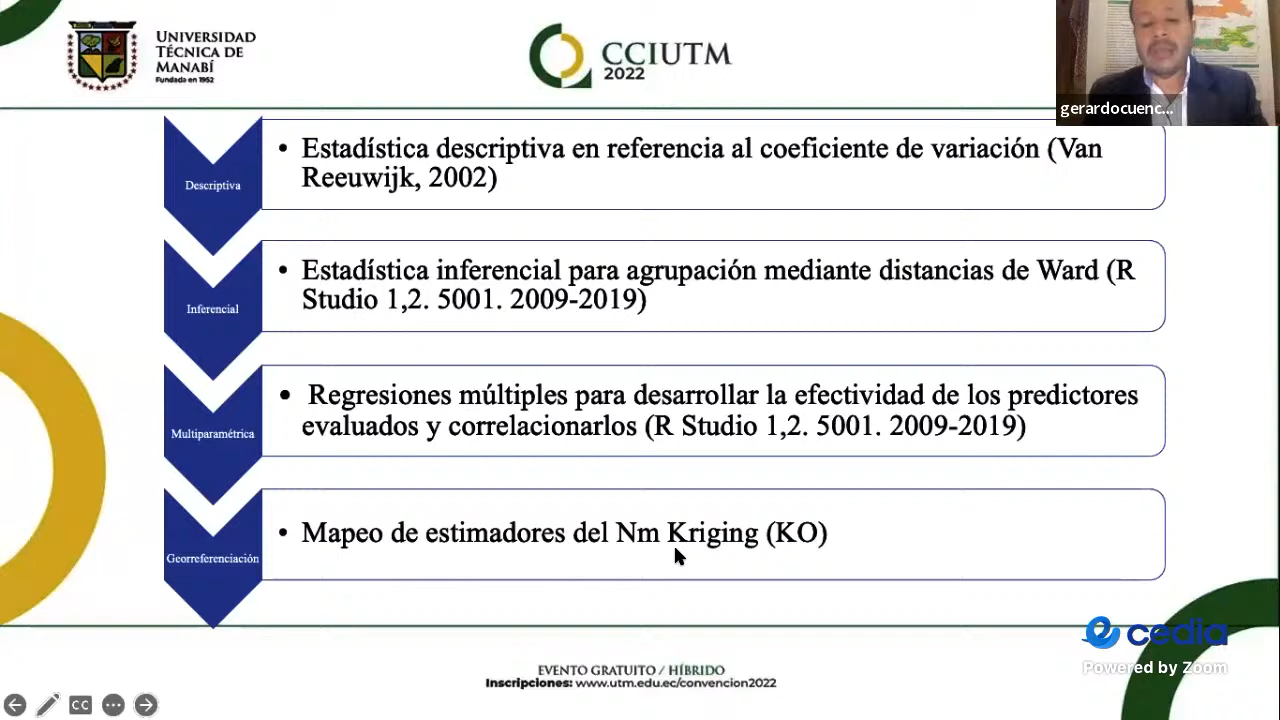 UNIVERSIDAD
TÉCNICA DE
MANABÍ
Fundada en 1952
CCIUTM
2022
gerardocuenc...
Descriptiva
• Estadística descriptiva en referencia al coeficiente de variación (Van
Reeuwijk, 2002)
Inferencial
• Estadística inferencial para agrupación mediante distancias de Ward (R
Studio 1,2. 5001. 2009-2019)
Multiparamétrica
• Regresiones múltiples para desarrollar la efectividad de los predictores
evaluados y correlacionarlos (R Studio 1,2. 5001. 2009-2019)
Georreferenciación
• Mapeo de estimadores del Nm Kriging (KO)
cedia
Powered by Zoom
EVENTO GRATUITO / HÍBRIDO
Inscripciones: www.utm.edu.ec/convencion2022
CC